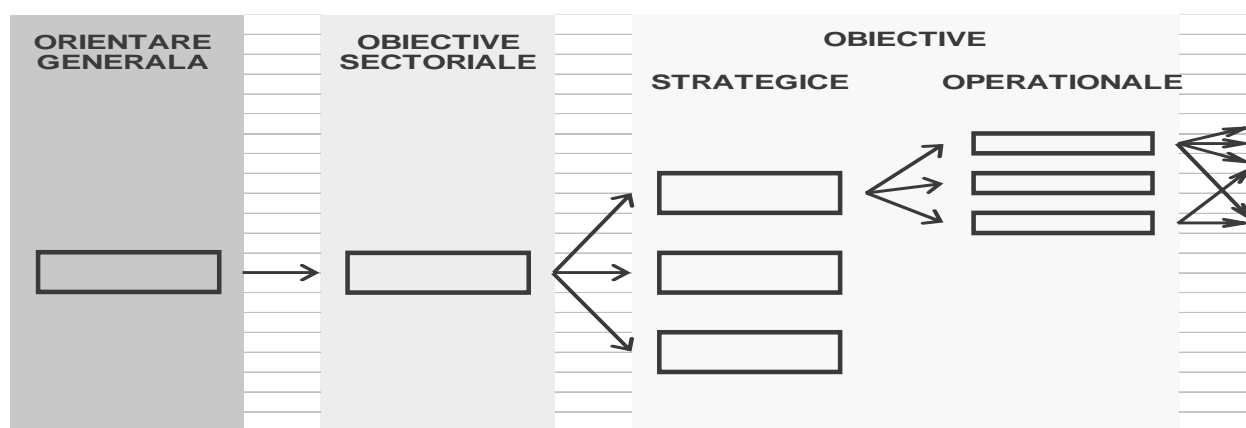 ORIENTARE
GENERALA
OBIECTIVE
SECTORIALE
OBIECTIVE
STRATEGICE
OPERATIONALE